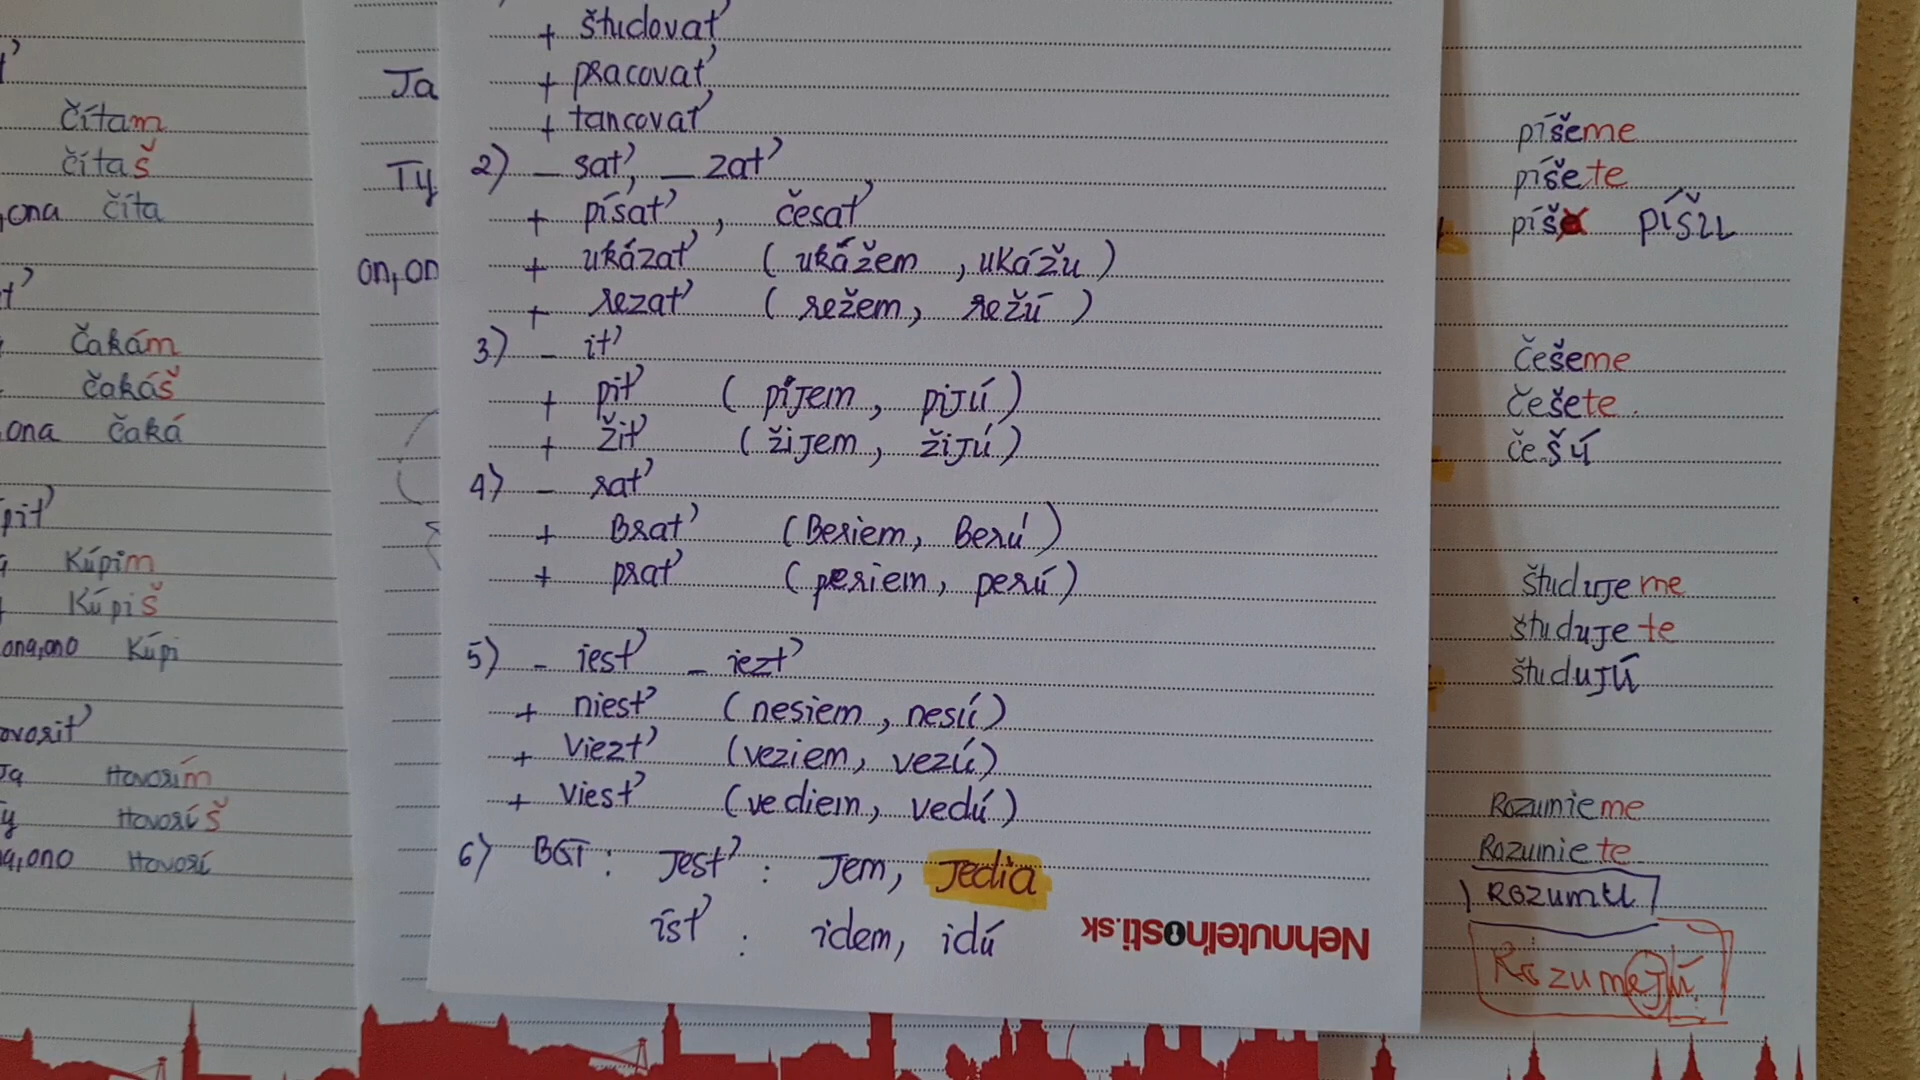 čítam
čítaš
ona číta
čakám
čakáš
ona čaká
Kúpim
Kúpiš
ona,ono Kúpi
Hovorím
Hovoríš
ono Hovorí
Ja
Ty
on,on
+ študovať
+ pracovať
+ tancovať
2) – sať, – zať
+ písať, česať
+ ukázať (ukážem, ukážu)
+ rezať (režem, režú)
3) – iť
+ piť (pijem, pijú)
+ žiť (žijem, žijú)
4) – rať
+ Brať (Beriem, Berú)
+ prať (periem, perú)
5) – iesť – iezť
+ niesť (nesiem, nesú)
+ Viezť (veziem, vezú)
+ viesť (vediem, vedú)
6) BQT: Jesť: Jem, Jedia
ísť: idem, idú
Nehnuteľnosti.sk
píšeme
píšete
píšu
Češeme
Češete
češú
študujeme
študujete
študujú
Rozumieme
Rozumiete
Rozumu
Rozumejú